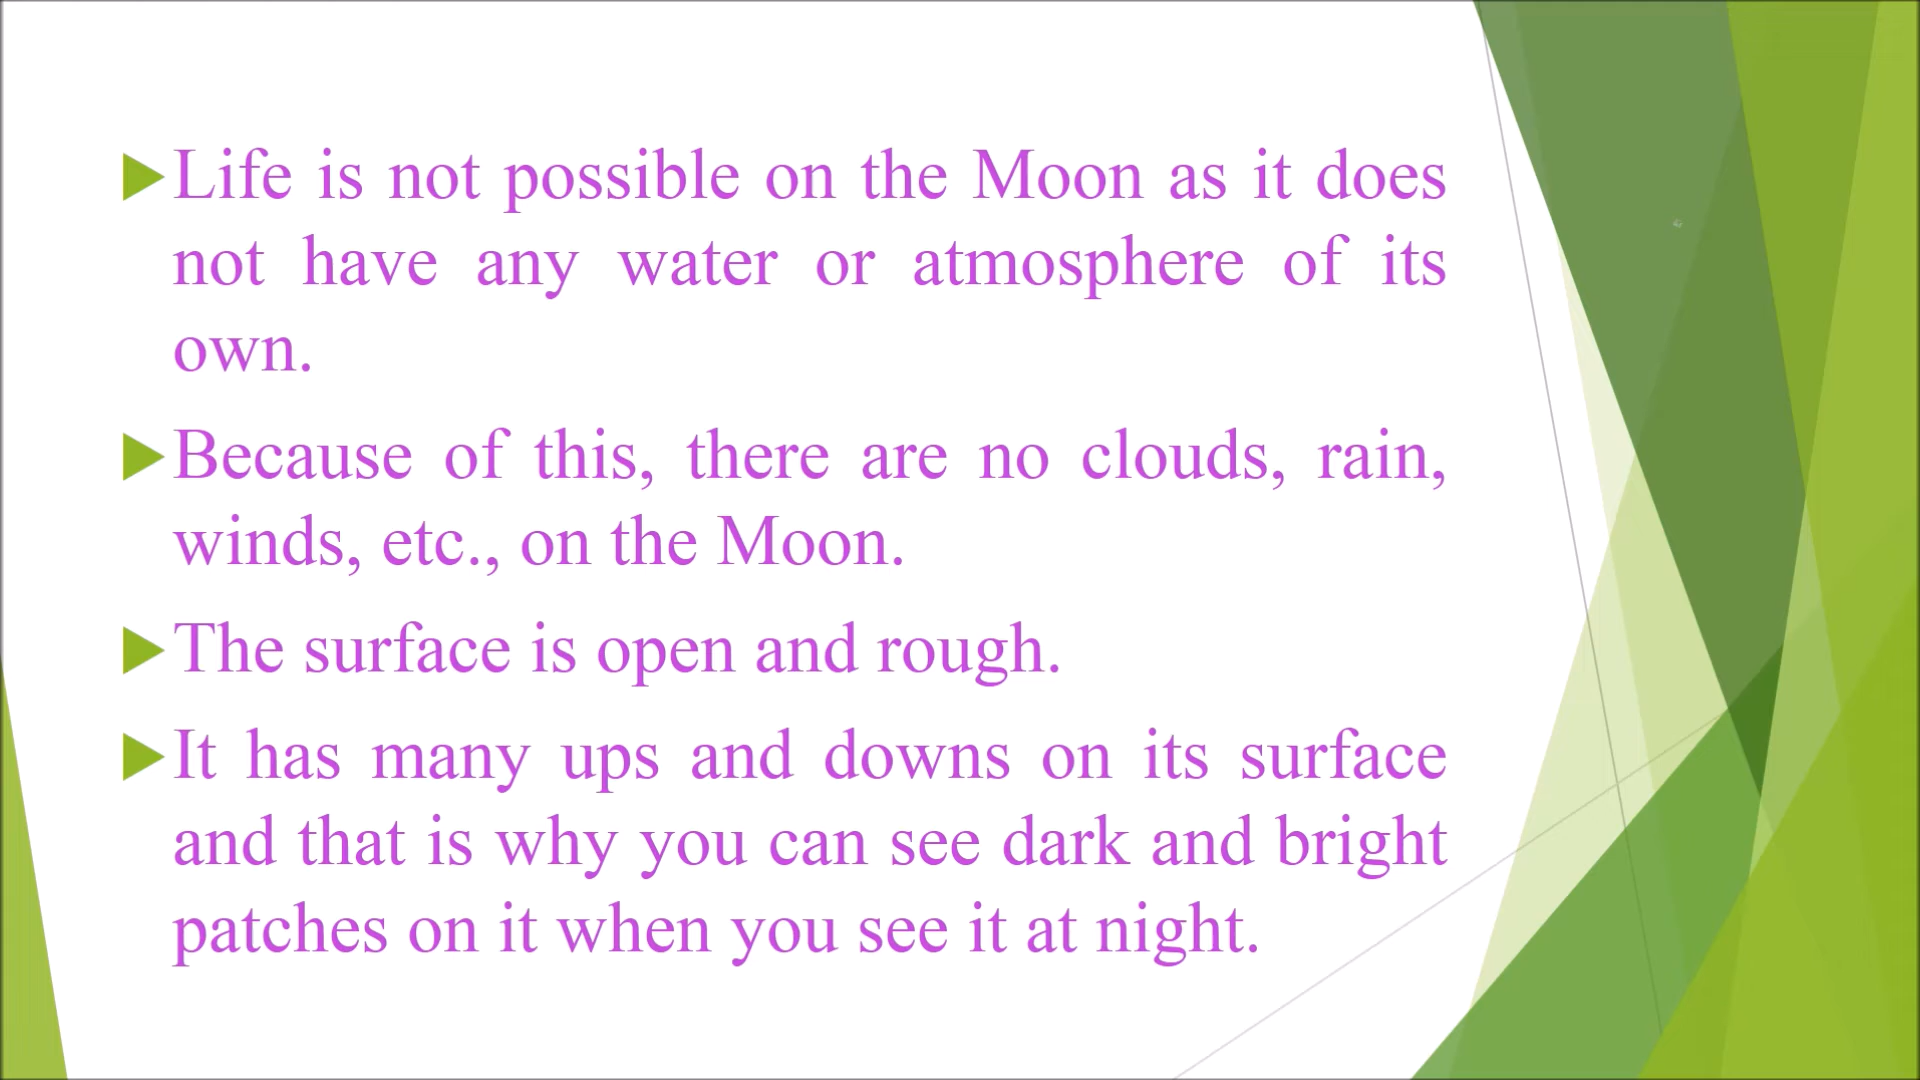 Life is not possible on the Moon as it does
not have any water or atmosphere of its
own.
Because of this, there are no clouds, rain,
winds, etc., on the Moon.
The surface is open and rough.
It has many ups and downs on its surface
and that is why you can see dark and bright
patches on it when you see it at night.